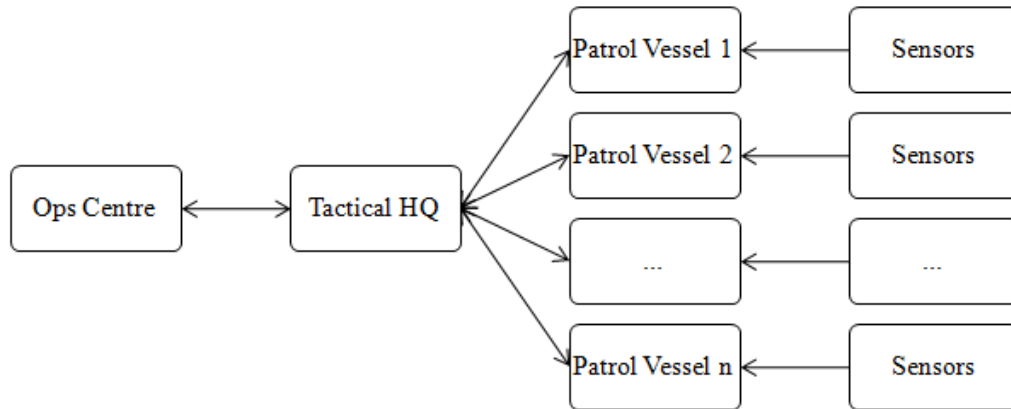 Patrol Vessel 1
Sensors
Patrol Vessel 2
Sensors
Ops Centre
Tactical HQ
...
...
Patrol Vessel n
Sensors